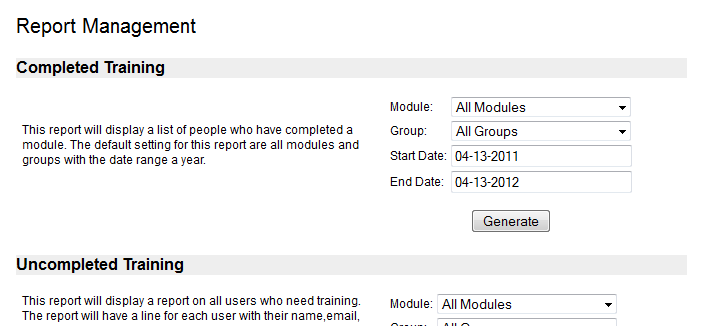 Report Management
Completed Training
Module: All Modules
This report will display a list of people who have completed a
Group: All Groups
module. The default setting for this report are all modules and
Start Date: 04-13-2011
groups with the date range a year.
End Date: 04-13-2012
Generate
Uncompleted Training
This report will display a report on all users who need training.
Module: All Modules
The report will have a line for each user with their name,email,